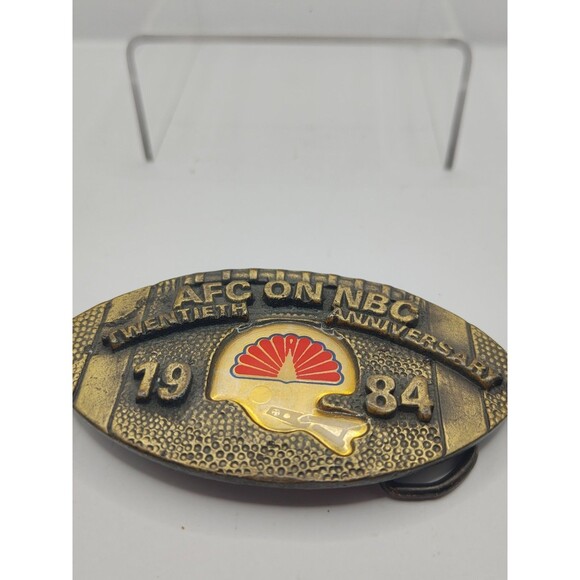 AFC ON NBC
TWENTIETH ANNIVERSARY
19 84